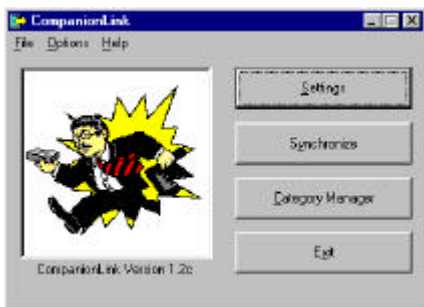 CompanionLink
File Options Help
Settings
Synchronize
Category Manager
Exit
CompanionLink Version 1.2c